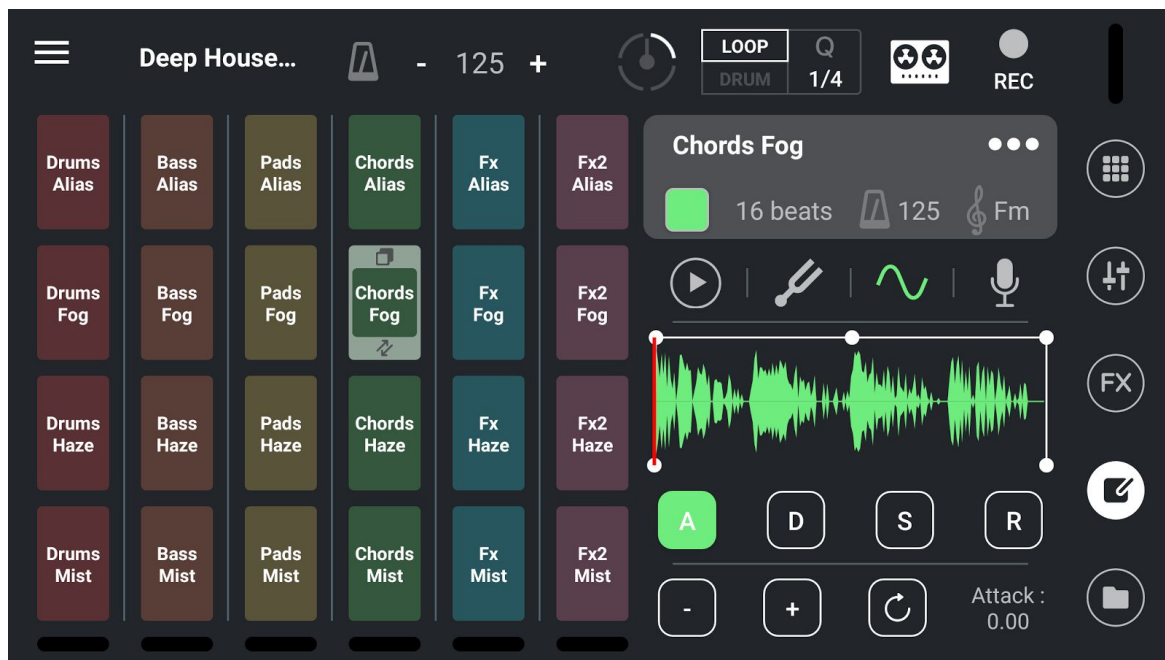 Deep House...
- 125 +
LOOP
DRUM
Q
1/4
REC
Drums
Alias
Bass
Alias
Pads
Alias
Chords
Alias
Fx
Alias
Fx2
Alias
Drums
Fog
Bass
Fog
Pads
Fog
Chords
Fog
Fx
Fog
Fx2
Fog
Drums
Haze
Bass
Haze
Pads
Haze
Chords
Haze
Fx
Haze
Fx2
Haze
Drums
Mist
Bass
Mist
Pads
Mist
Chords
Mist
Fx
Mist
Fx2
Mist
Chords Fog
16 beats 125 Fm
A D S R
- +
Attack :
0.00
FX